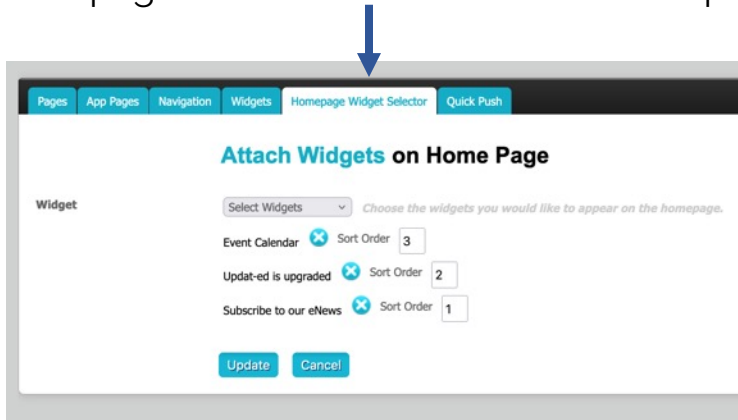 Pages App Pages Navigation Widgets Homepage Widget Selector Quick Push
Attach Widgets on Home Page
Widget Select Widgets Choose the widgets you would like to appear on the homepage.
Event Calendar Sort Order 3
Updat-ed is upgraded Sort Order 2
Subscribe to our eNews Sort Order 1
Update Cancel